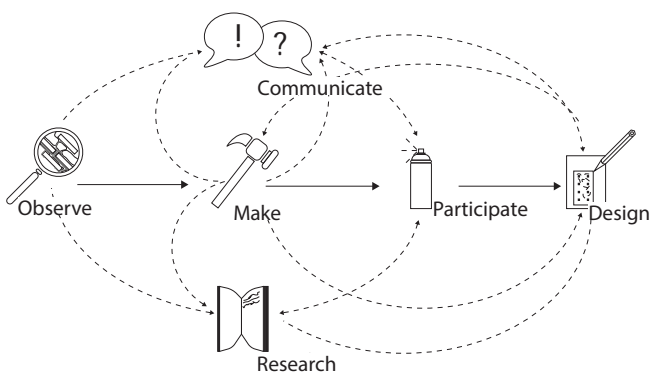 ! ?
Communicate
Observe
Make
Participate
Design
Research